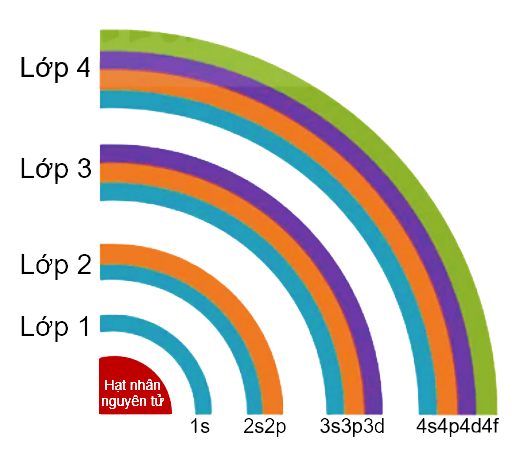 Lớp 4
Lớp 3
Lớp 2
Lớp 1
Hạt nhân
nguyên tử
1s 2s2p 3s3p3d 4s4p4d4f